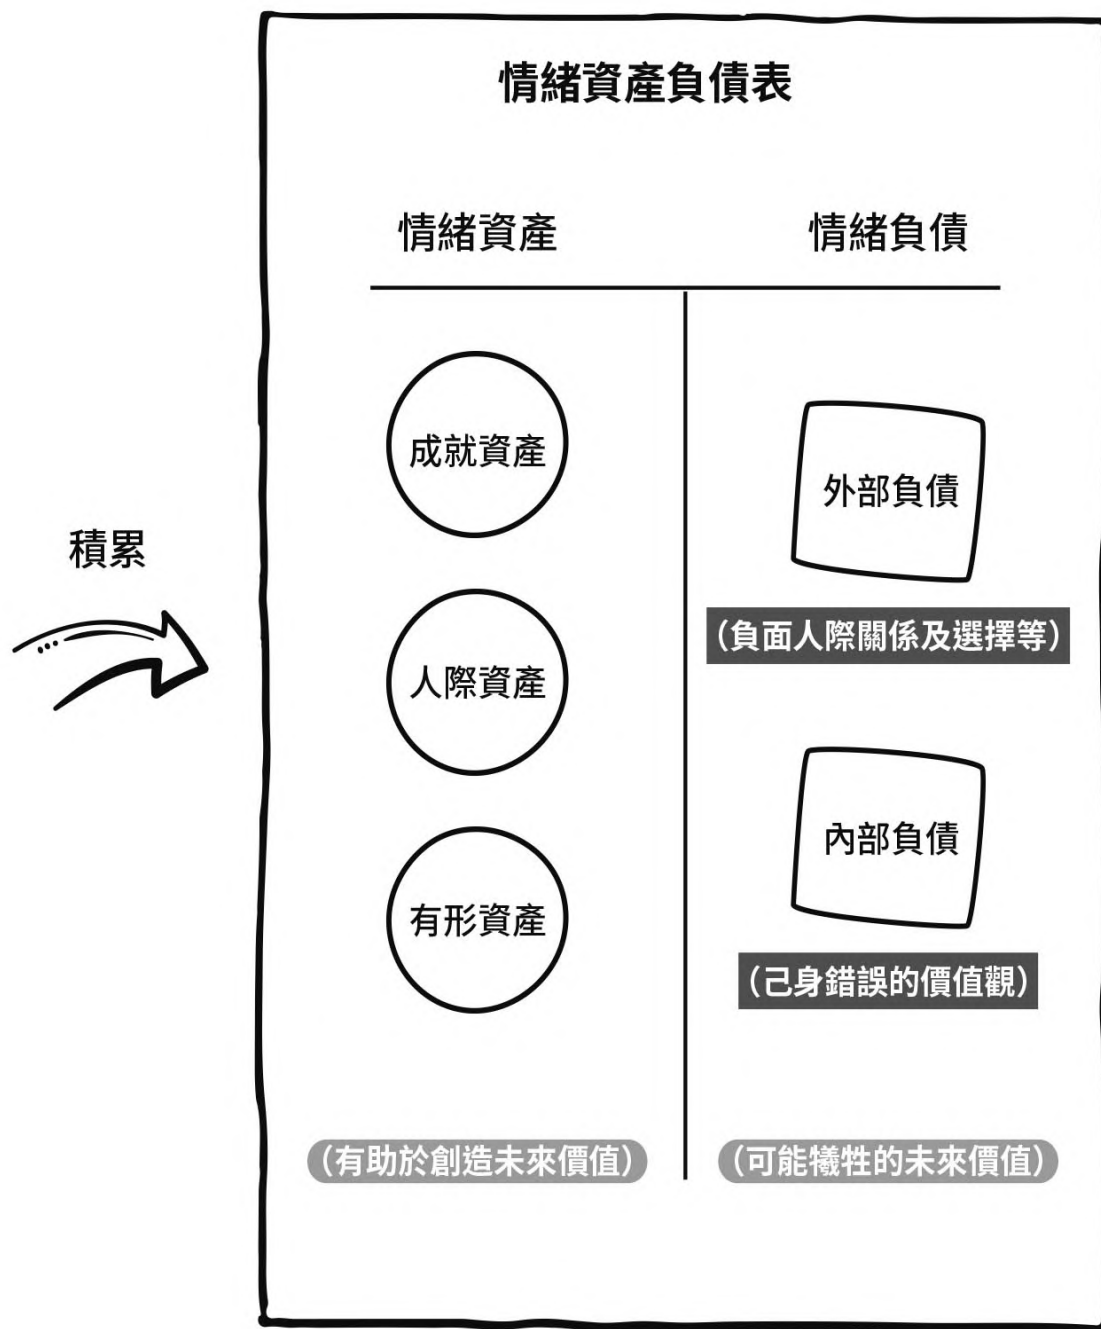 情緒資產負債表
情緒資產
情緒負債
成就資產
人際資產
有形資產
(有助於創造未來價值)
外部負債
(負面人際關係及選擇等)
內部負債
(己身錯誤的價值觀)
(可能犧牲的未來價值)
積累